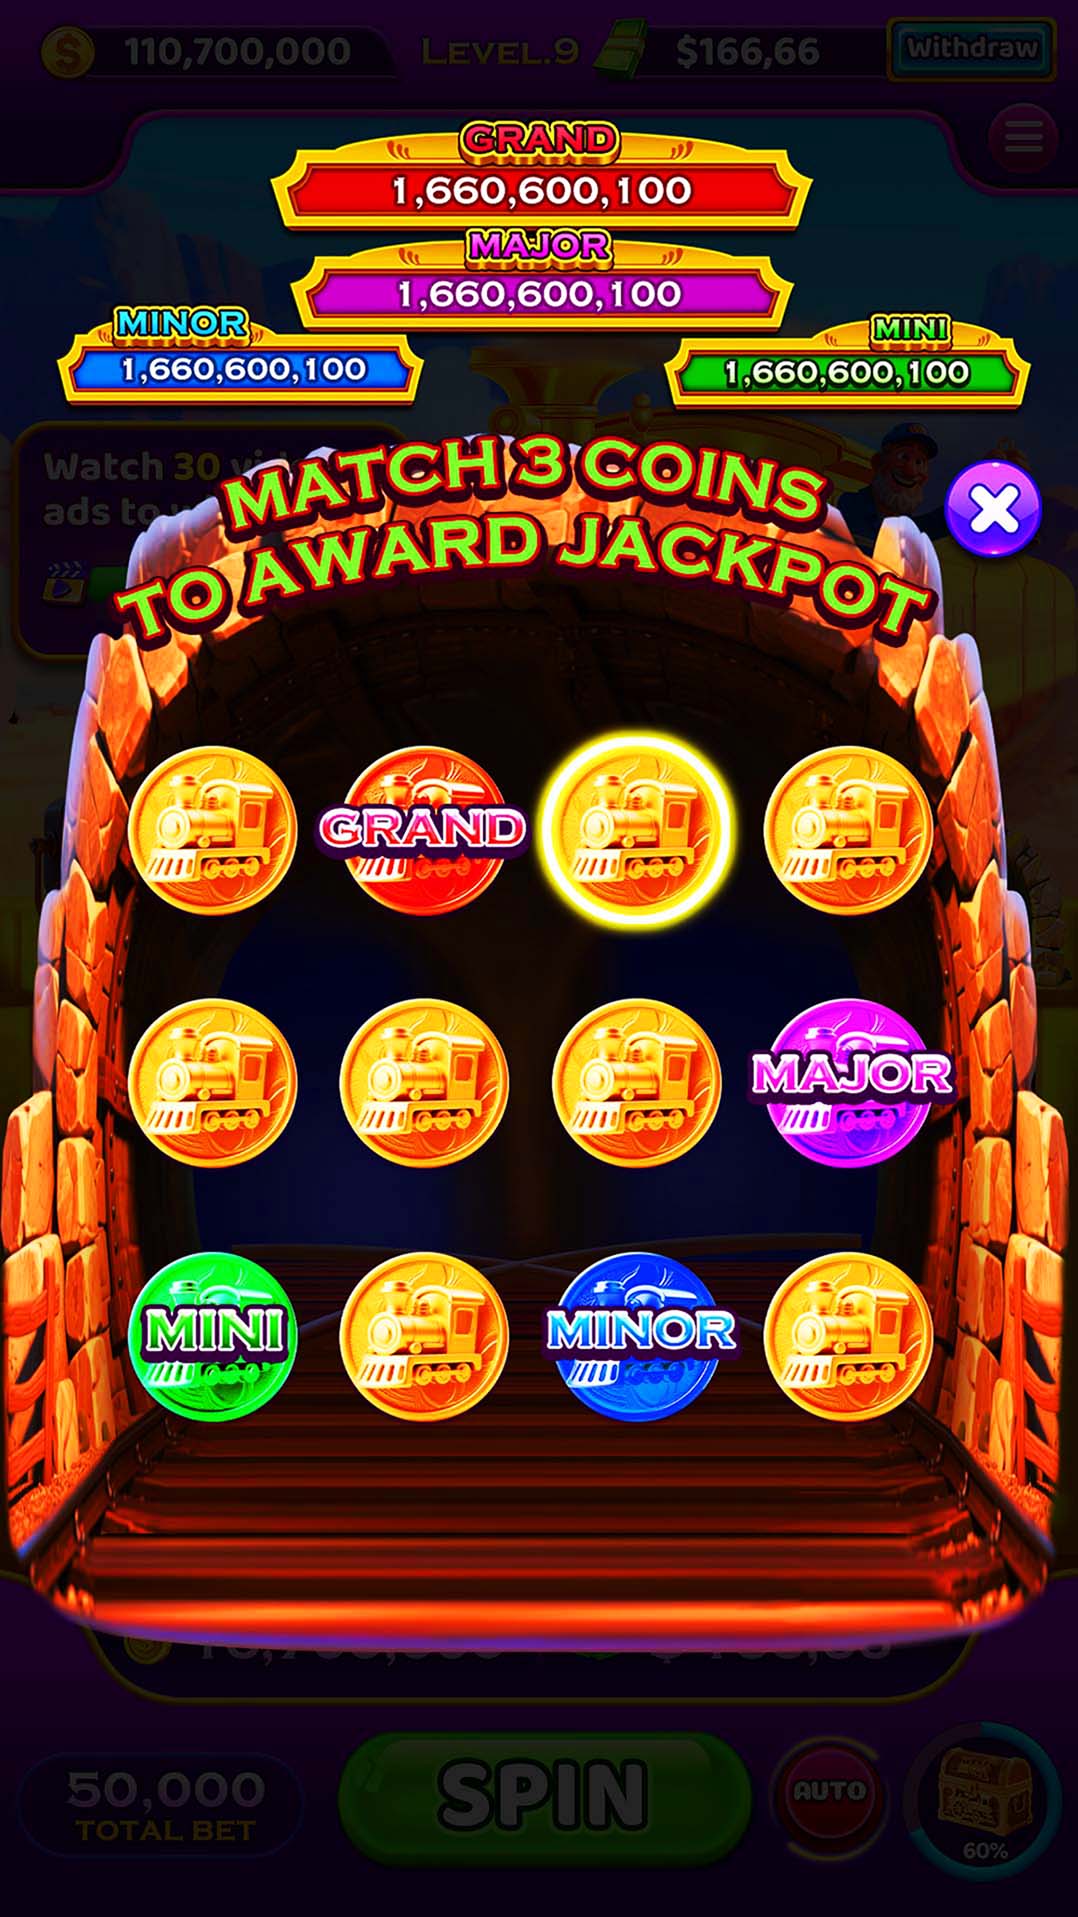 110,700,000
LEVEL.9
$166,66
Withdraw
GRAND
1,660,600,100
MAJOR
1,660,600,100
MINOR
1,660,600,100
MINI
1,660,600,100
Watch 30
ads to
MATCH 3 COINS
TO AWARD JACKPOT
GRAND
MAJOR
MINI
MINOR
50,000
TOTAL BET
SPIN
AUTO
60%